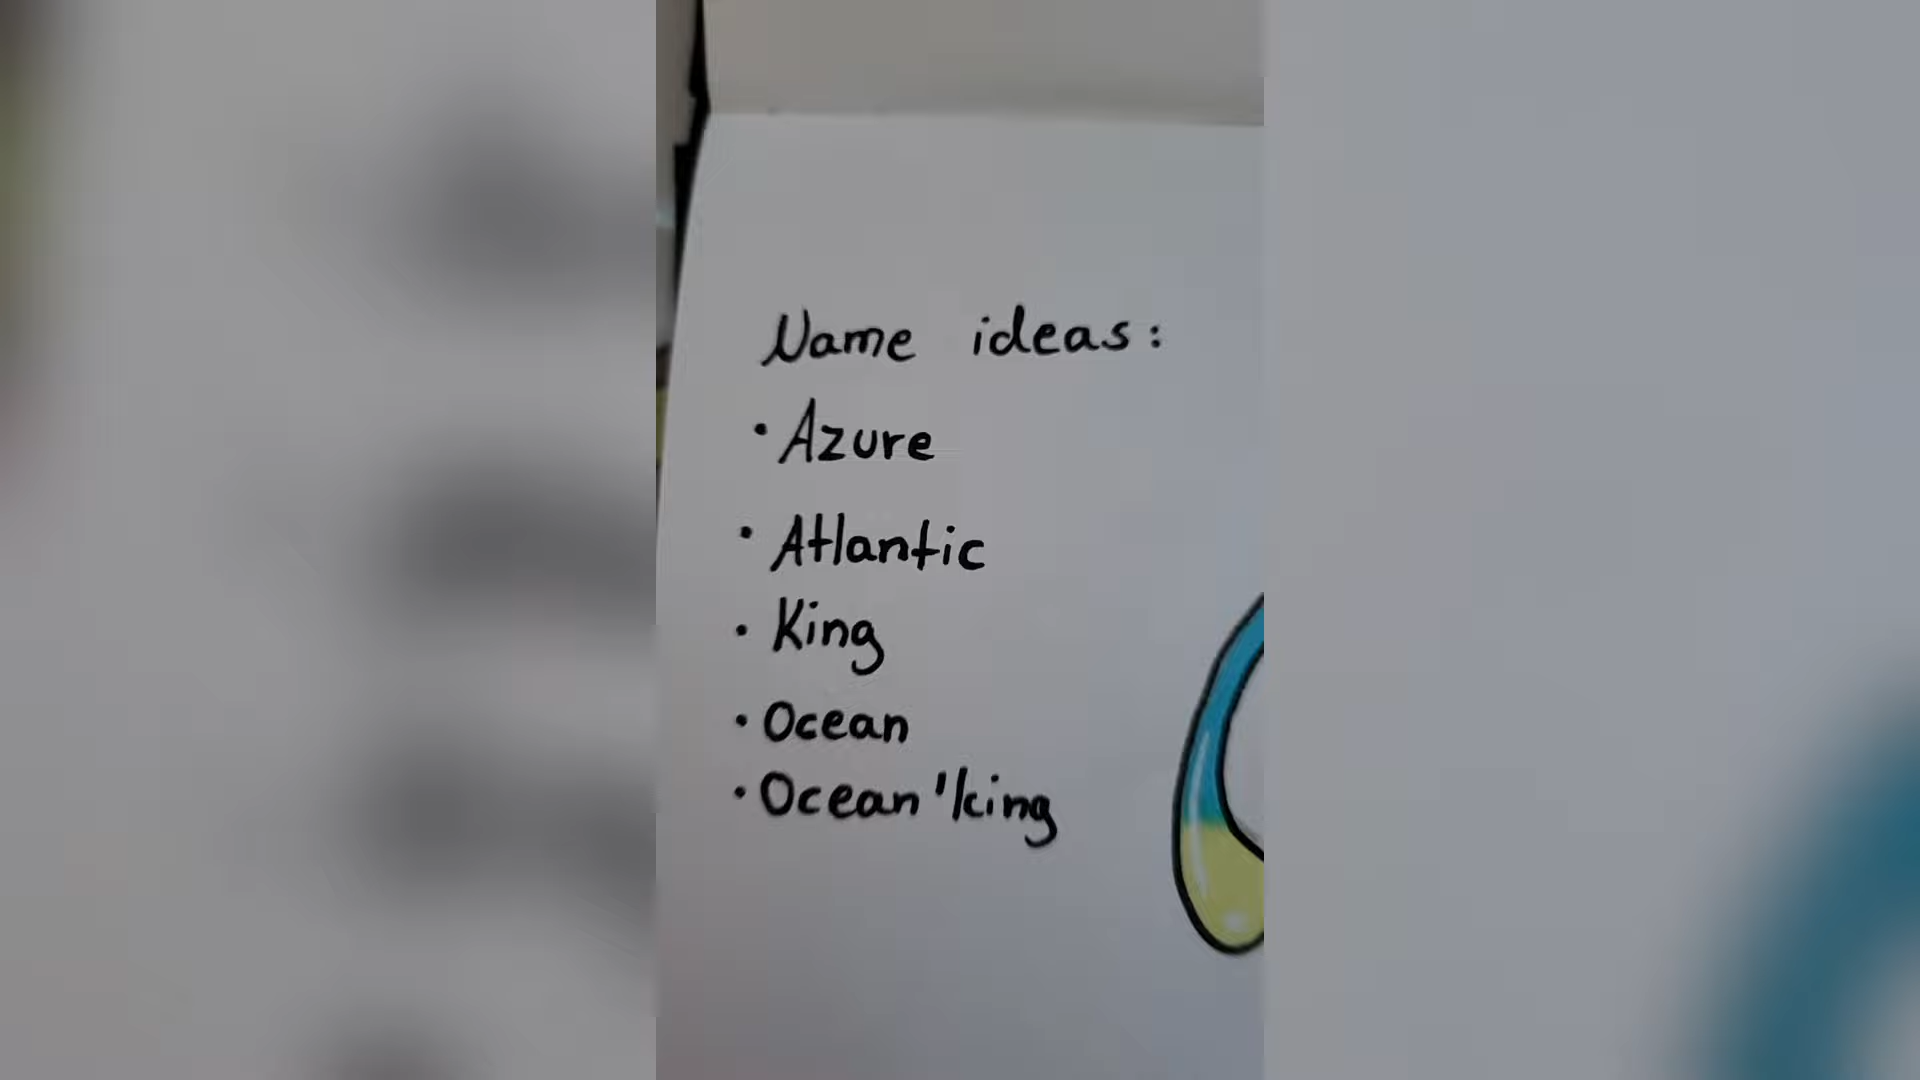 Name ideas:
• Azure
• Atlantic
• King
• Ocean
• Ocean'king